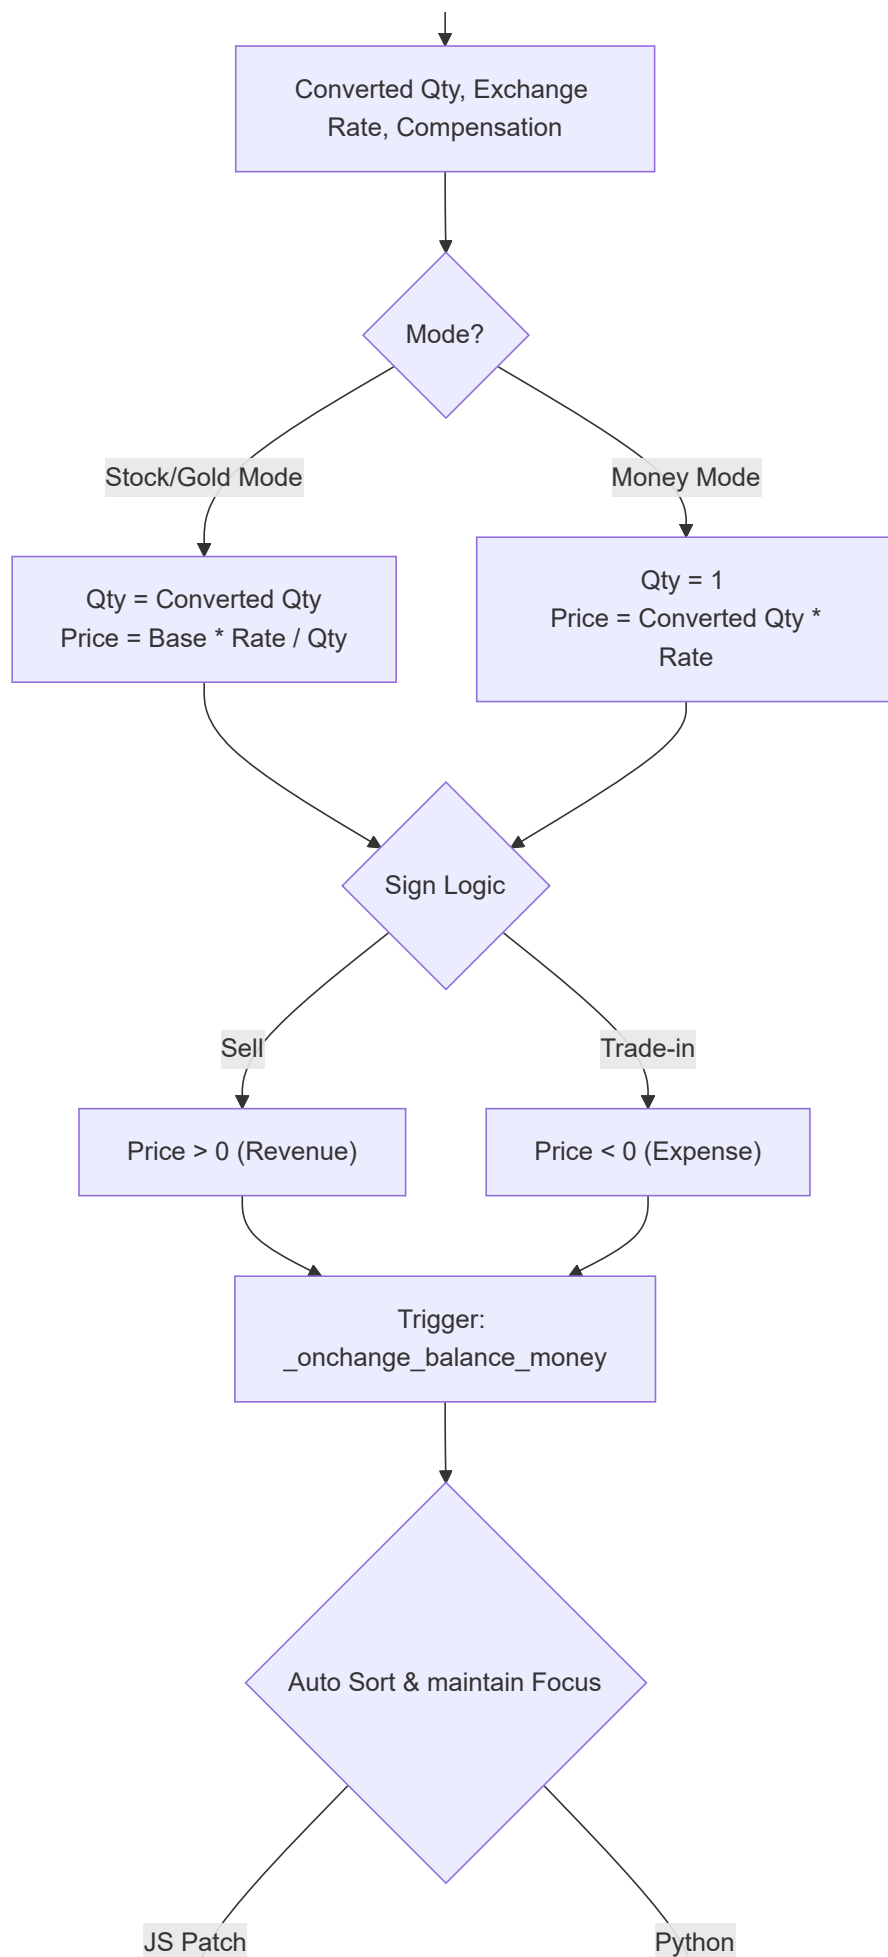 Converted Qty, Exchange
Rate, Compensation
Mode?
Stock/Gold Mode
Money Mode
Qty = Converted Qty
Price = Base * Rate / Qty
Qty = 1
Price = Converted Qty *
Rate
Sign Logic
Sell
Trade-in
Price > 0 (Revenue)
Price < 0 (Expense)
Trigger:
_onchange_balance_money
Auto Sort & maintain Focus
JS Patch
Python